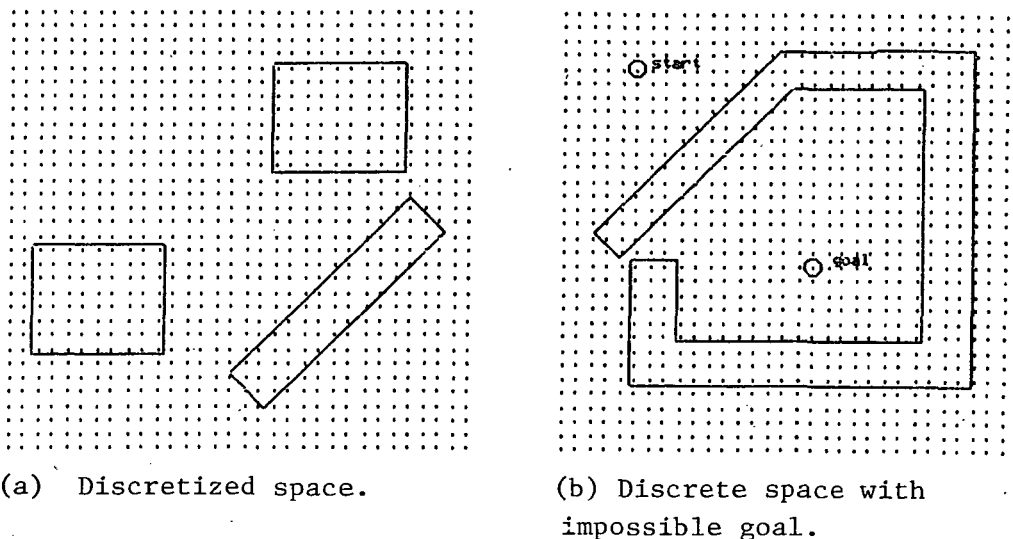 start
goal
(a) Discretized space.
(b) Discrete space with
impossible goal.